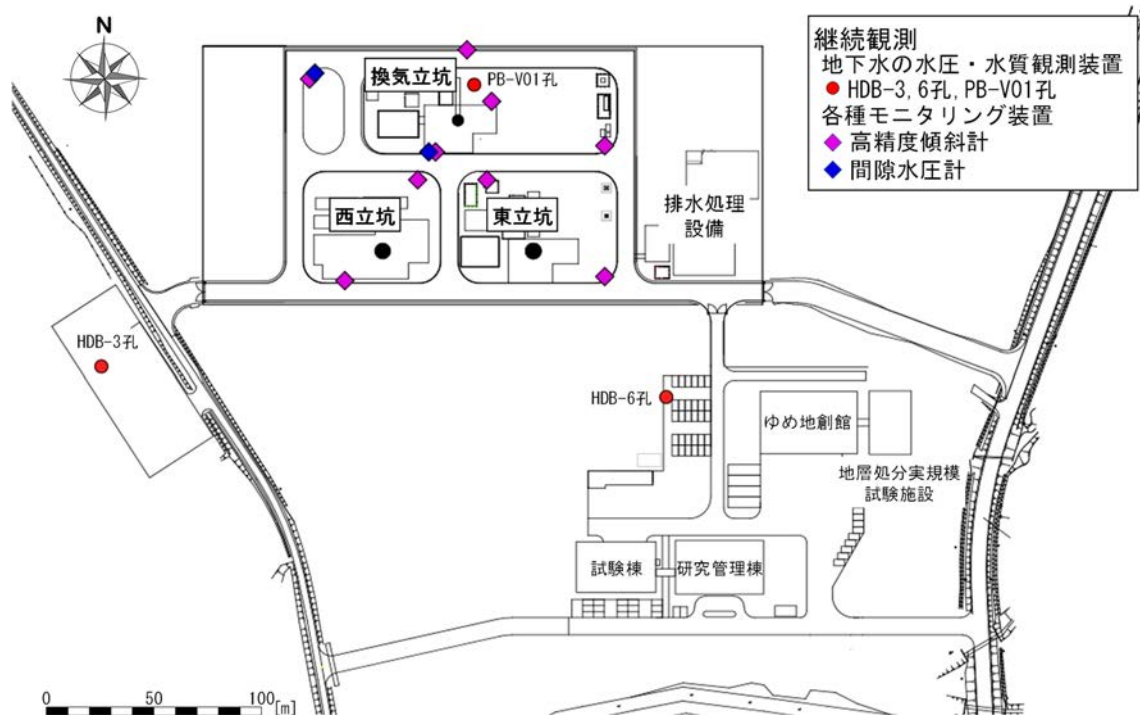 N
継続観測
地下水の水圧・水質観測装置
HDB-3, 6孔, PB-V01孔
各種モニタリング装置
高精度傾斜計
間隙水圧計
換気立坑
PB-V01孔
西立坑
東立坑
排水処理
設備
HDB-3孔
HDB-6孔
ゆめ地創館
地層処分実規模
試験施設
試験棟
研究管理棟
0 50 100 [m]